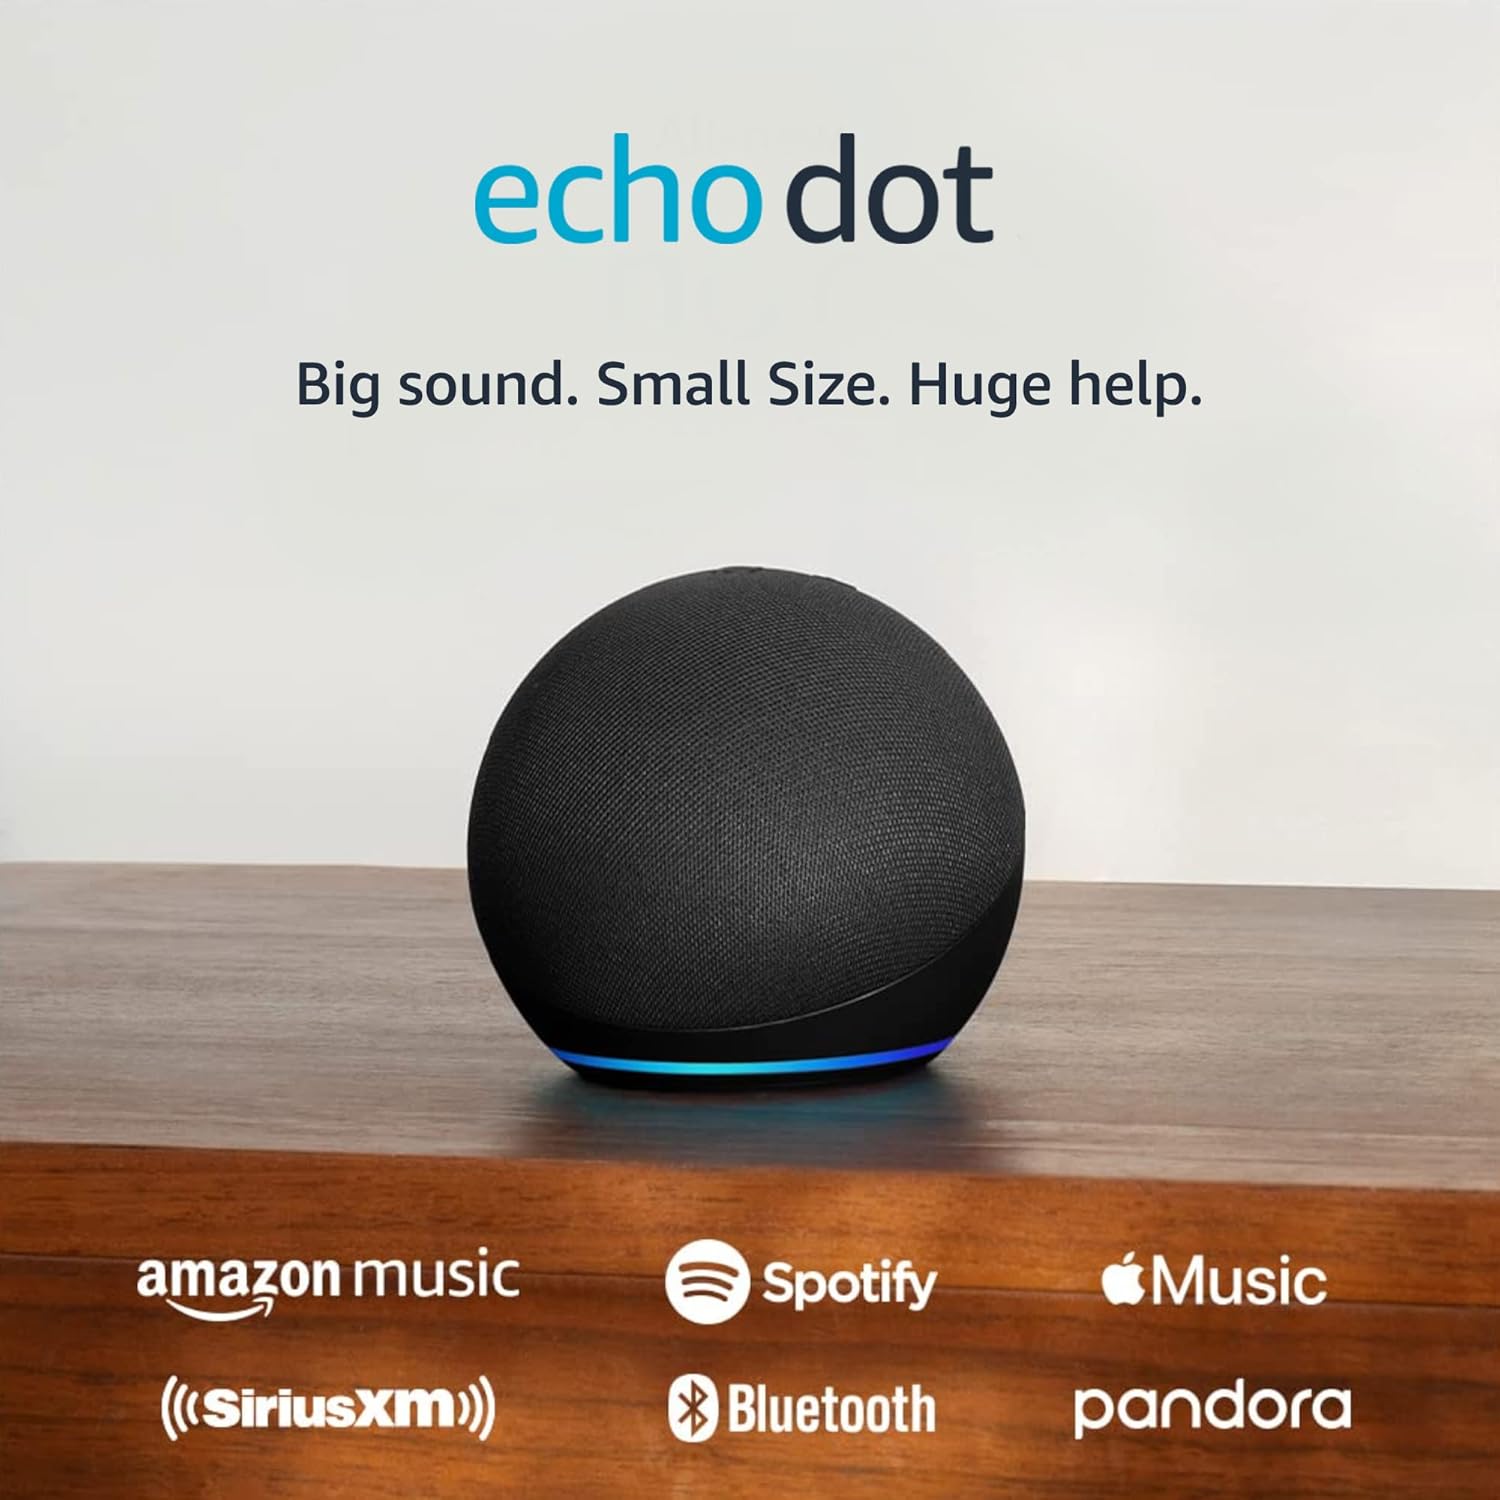 echo dot
Big sound. Small Size. Huge help.
amazon music
Spotify
Music
SiriusXM
Bluetooth
pandora